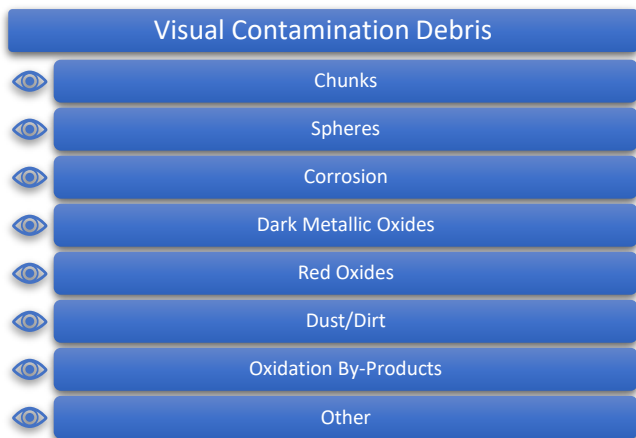 Visual Contamination Debris
Chunks
Spheres
Corrosion
Dark Metallic Oxides
Red Oxides
Dust/Dirt
Oxidation By-Products
Other